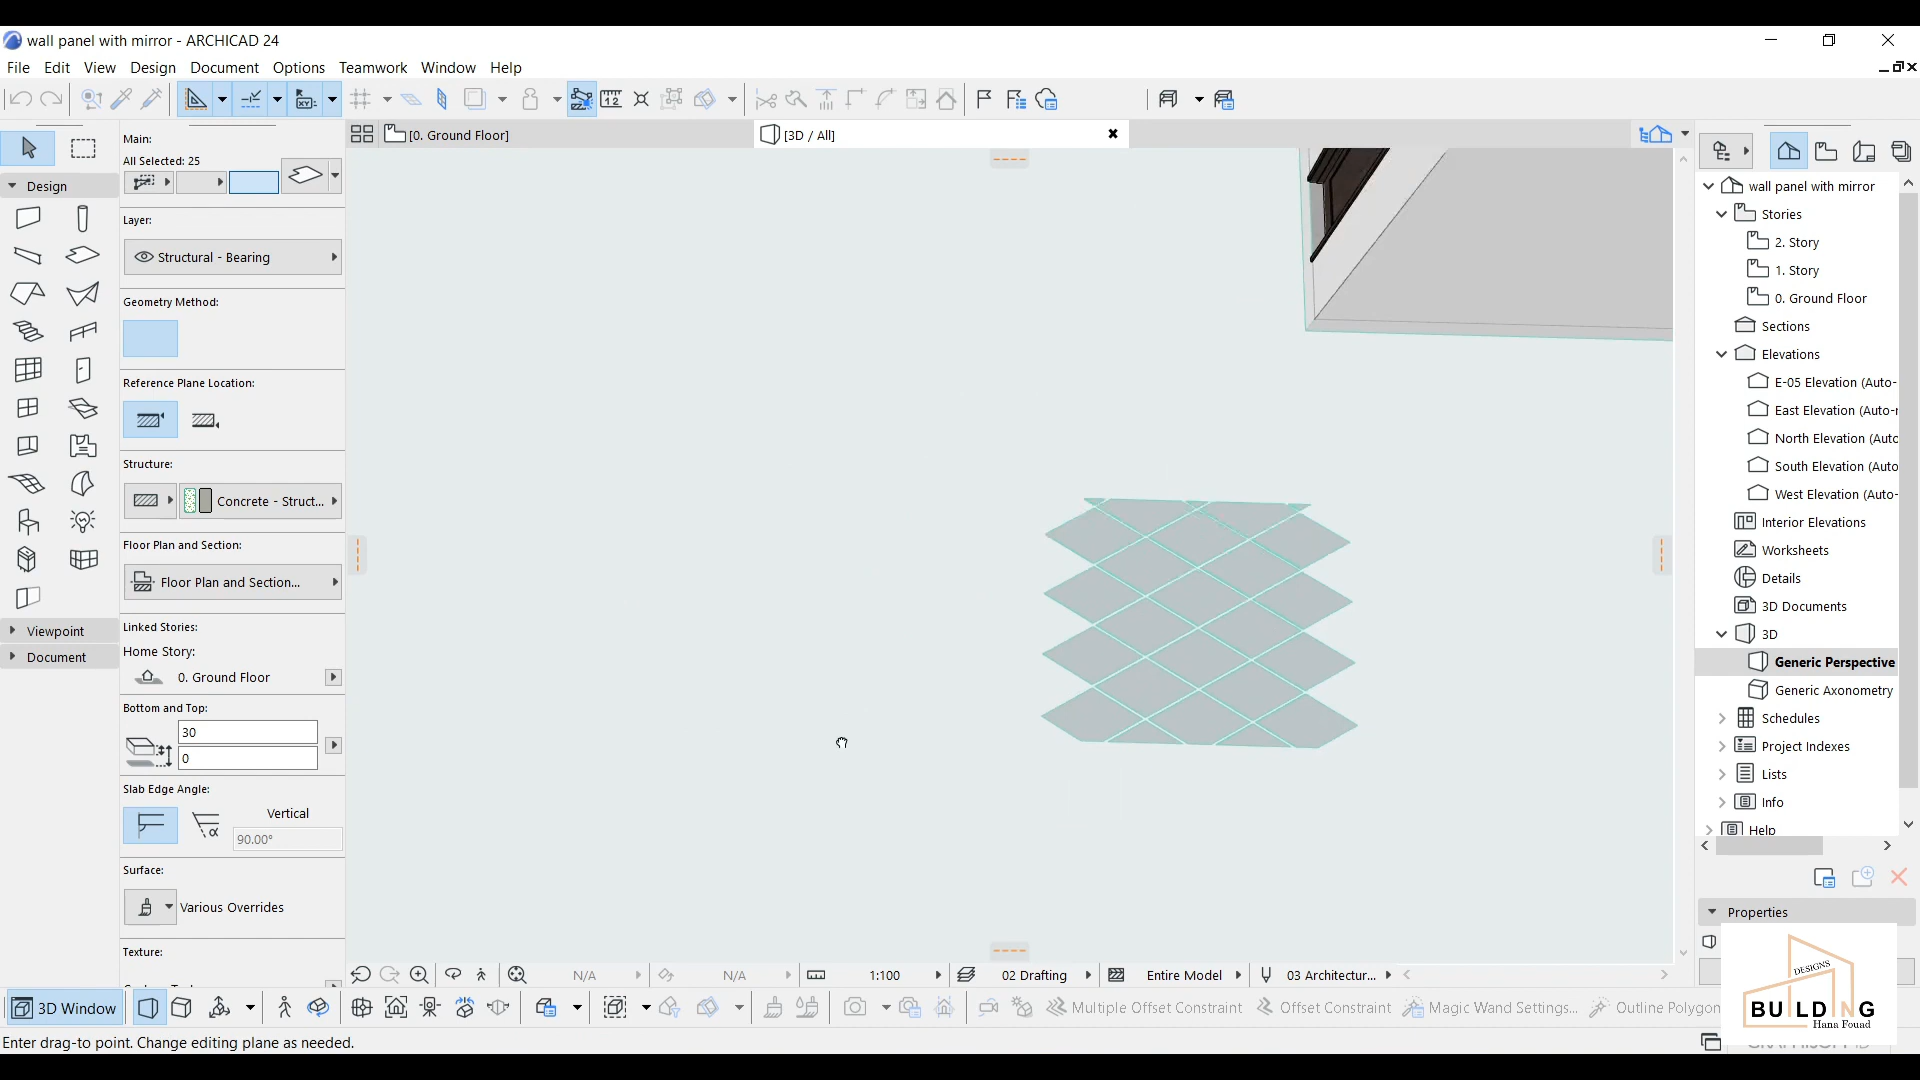 wall panel with mirror - ARCHICAD 24
File Edit View Design Document Options Teamwork Window Help
[0. Ground Floor]
[3D / All]
Main:
All Selected: 25
Design
Layer:
Structural - Bearing
Geometry Method:
Reference Plane Location:
Structure:
Concrete - Struct...
Floor Plan and Section:
Floor Plan and Section...
Linked Stories:
Home Story:
0. Ground Floor
Viewpoint
Document
Bottom and Top:
30
0
Slab Edge Angle:
Vertical
90.00°
α
Surface:
Various Overrides
Texture:
wall panel with mirror
Stories
2. Story
1. Story
0. Ground Floor
Sections
Elevations
E-05 Elevation (Auto-
East Elevation (Auto-r
North Elevation (Auto
South Elevation (Auto
West Elevation (Auto-
Interior Elevations
Worksheets
Details
3D Documents
3D
Generic Perspective
Generic Axonometry
Schedules
Project Indexes
Lists
Info
Help
Properties
DESIGNS
BUILDING
Hana Fouad
N/A
N/A
1:100
02 Drafting
Entire Model
03 Architectur...
3D Window
Multiple Offset Constraint
Offset Constraint
Magic Wand Settings...
Outline Polygon
Enter drag-to point. Change editing plane as needed.